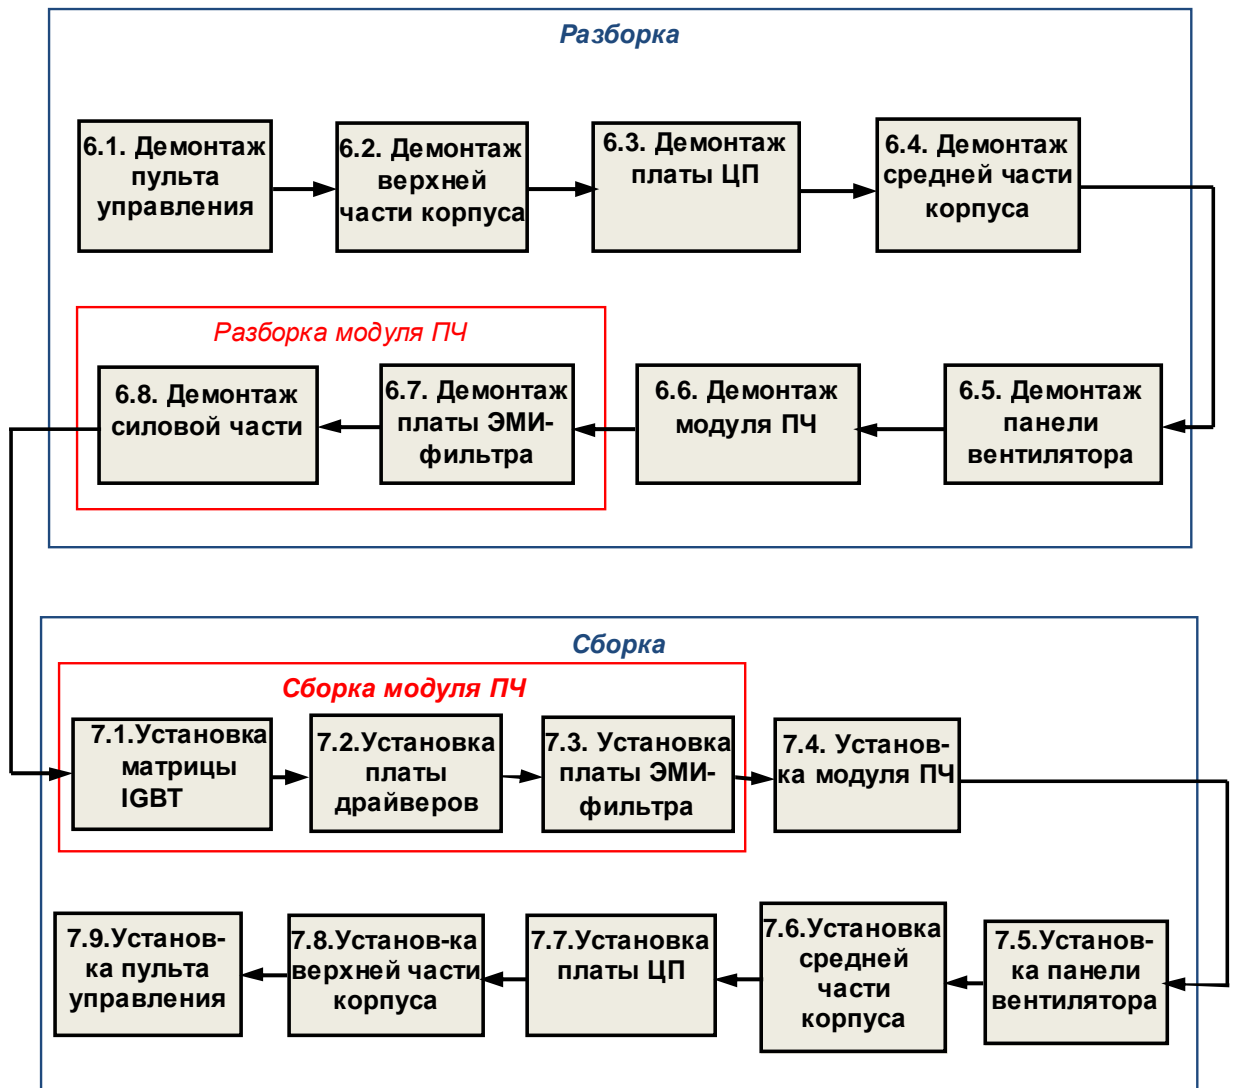 Разборка
6.1. Демонтаж
пульта
управления
6.2. Демонтаж
верхней
части корпуса
6.3. Демонтаж
платы ЦП
6.4. Демонтаж
средней части
корпуса
Разборка модуля ПЧ
6.8. Демонтаж
силовой части
6.7. Демонтаж
платы ЭМИ-
фильтра
6.6. Демонтаж
модуля ПЧ
6.5. Демонтаж
панели
вентилятора
Сборка
Сборка модуля ПЧ
7.1.Установка
матрицы
IGBT
7.2.Установка
платы
драйверов
7.3. Установка
платы ЭМИ-
фильтра
7.4. Установ-
ка модуля ПЧ
7.9.Установ-
ка пульта
управления
7.8.Установ-ка
верхней части
корпуса
7.7.Установка
платы ЦП
7.6.Установка
средней
части
корпуса
7.5.Установ-
ка панели
вентилятора